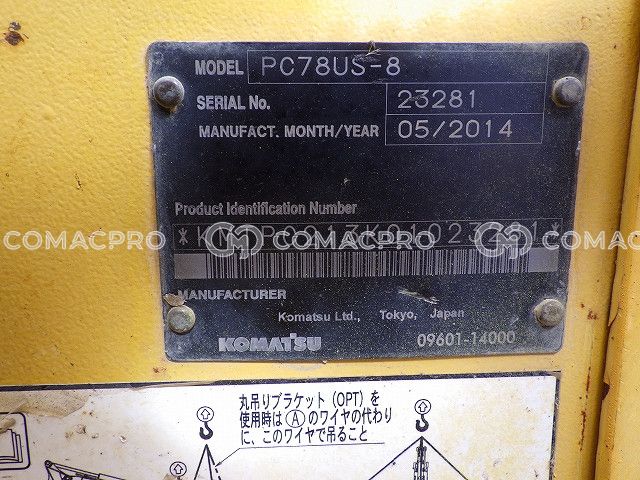 MODEL PC78US-8
SERIAL No. 23281
MANUFACT. MONTH/YEAR 05/2014
Product Identification Number
COMACPRO COMACPRO COMACPRO
MANUFACTURER
Komatsu Ltd., Tokyo, Japan
KOMATSU 09601-14000
丸吊りブラケット(OPT)を
使用時は Ⓐ のワイヤの代わり
に、このワイヤで吊ること